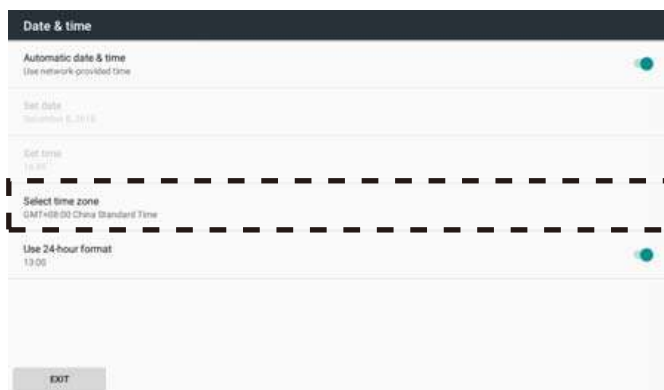 Date & time
Automatic date & time
Use network-provided time
Set date
Set time
Select time zone
GMT+08:00 China Standard Time
Use 24-hour format
13:00
EXIT